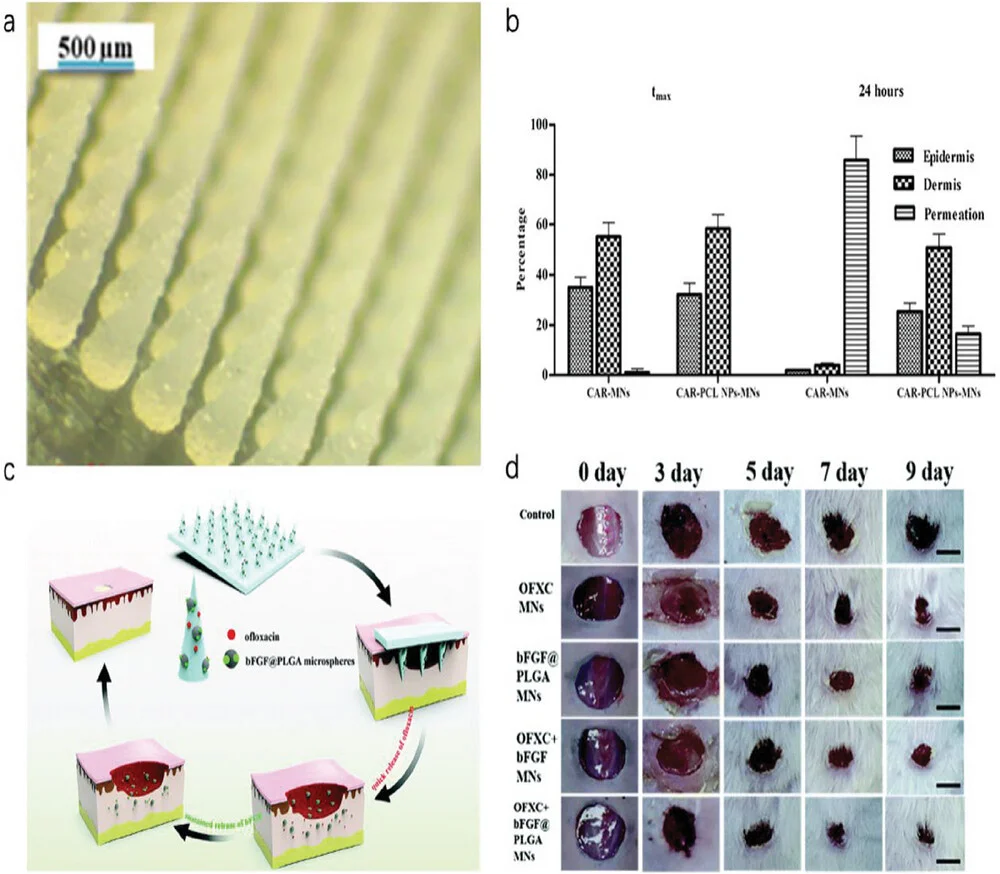 a
500 µm
b
t max
24 hours
100
80
60
40
20
0
Percentage
Epidermis
Dermis
Permeation
CAR-MNs
CAR-PCL NPs-MNs
CAR-MNs
CAR-PCL NPs-MNs
c
ofloxacin
bFGF@PLGA microspheres
quick release of ofloxacin
sustained release of bFGF
d
0 day
3 day
5 day
7 day
9 day
Control
OFXC
MNs
bFGF@
PLGA
MNs
OFXC+
bFGF
MNs
OFXC+
bFGF@
PLGA
MNs